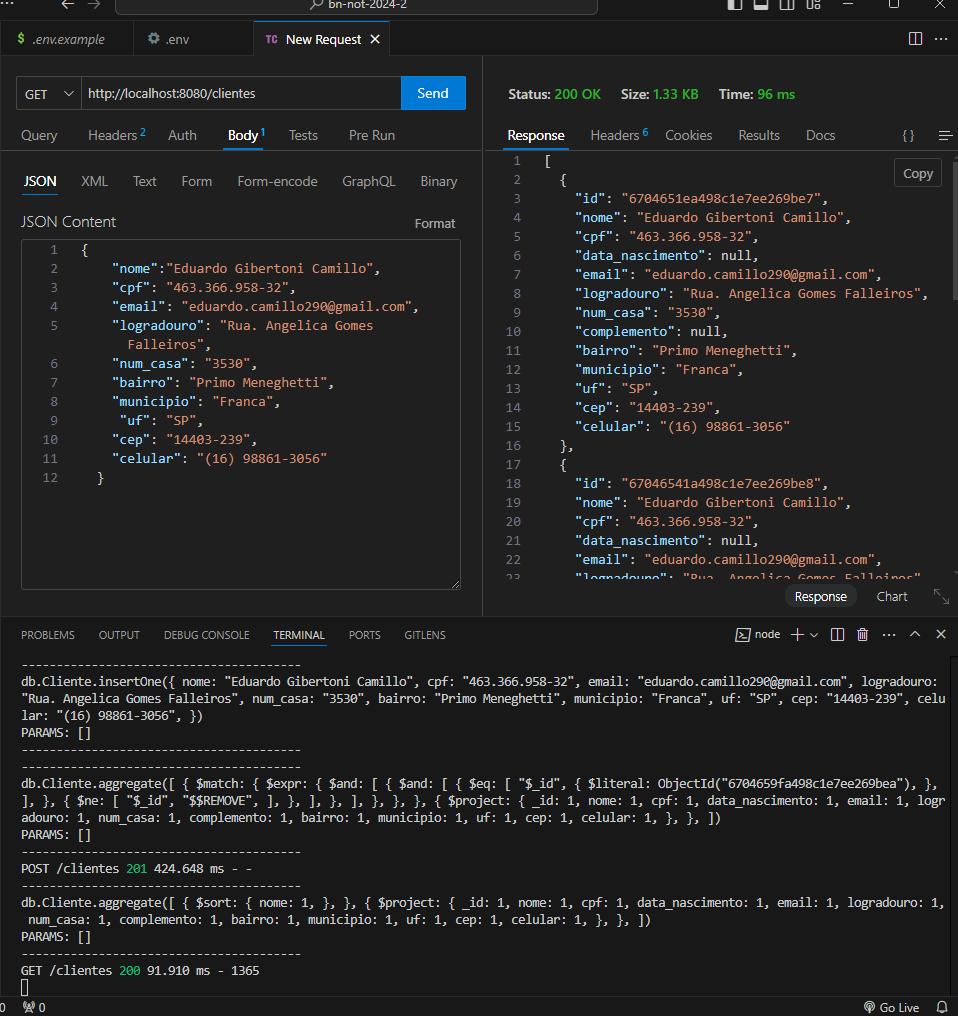 bn-not-2024-2
$ .env.example
.env
TC New Request
GET
http://localhost:8080/clientes
Send
Status: 200 OK Size: 1.33 KB Time: 96 ms
Query Headers 2 Auth Body 1 Tests Pre Run
Response Headers 6 Cookies Results Docs { }
JSON XML Text Form Form-encode GraphQL Binary
JSON Content
Format
1 {
2 "nome":"Eduardo Gibertoni Camillo",
3 "cpf": "463.366.958-32",
4 "email": "eduardo.camillo290@gmail.com",
5 "logradouro": "Rua. Angelica Gomes
Falleiros",
6 "num_casa": "3530",
7 "bairro": "Primo Meneghetti",
8 "municipio": "Franca",
9 "uf": "SP",
10 "cep": "14403-239",
11 "celular": "(16) 98861-3056"
12 }
Copy
1 [
2 {
3 "id": "6704651ea498c1e7ee269be7",
4 "nome": "Eduardo Gibertoni Camillo",
5 "cpf": "463.366.958-32",
6 "data_nascimento": null,
7 "email": "eduardo.camillo290@gmail.com",
8 "logradouro": "Rua. Angelica Gomes Falleiros",
9 "num_casa": "3530",
10 "complemento": null,
11 "bairro": "Primo Meneghetti",
12 "municipio": "Franca",
13 "uf": "SP",
14 "cep": "14403-239",
15 "celular": "(16) 98861-3056"
16 },
17 {
18 "id": "67046541a498c1e7ee269be8",
19 "nome": "Eduardo Gibertoni Camillo",
20 "cpf": "463.366.958-32",
21 "data_nascimento": null,
22 "email": "eduardo.camillo290@gmail.com",
23 "logradouro": "Rua. Angelica Gomes Falleiros"
Response Chart
PROBLEMS OUTPUT DEBUG CONSOLE TERMINAL PORTS GITLENS
node
----------------------------------------
db.Cliente.insertOne({ nome: "Eduardo Gibertoni Camillo", cpf: "463.366.958-32", email: "eduardo.camillo290@gmail.com", logradouro:
"Rua. Angelica Gomes Falleiros", num_casa: "3530", bairro: "Primo Meneghetti", municipio: "Franca", uf: "SP", cep: "14403-239", celu
lar: "(16) 98861-3056", })
PARAMS: []
----------------------------------------
----------------------------------------
db.Cliente.aggregate([ { $match: { $expr: { $and: [ { $and: [ { $eq: [ "$_id", { $literal: ObjectId("6704659fa498c1e7ee269bea"), },
], }, { $ne: [ "$_id", "$$REMOVE", ], }, ], }, ], }, }, }, { $project: { _id: 1, nome: 1, cpf: 1, data_nascimento: 1, email: 1, logr
adouro: 1, num_casa: 1, complemento: 1, bairro: 1, municipio: 1, uf: 1, cep: 1, celular: 1, }, }, ])
PARAMS: []
----------------------------------------
POST /clientes 201 424.648 ms - -
----------------------------------------
db.Cliente.aggregate([ { $sort: { nome: 1, }, }, { $project: { _id: 1, nome: 1, cpf: 1, data_nascimento: 1, email: 1, logradouro: 1,
num_casa: 1, complemento: 1, bairro: 1, municipio: 1, uf: 1, cep: 1, celular: 1, }, }, ])
PARAMS: []
----------------------------------------
GET /clientes 200 91.910 ms - 1365
0 0
Go Live